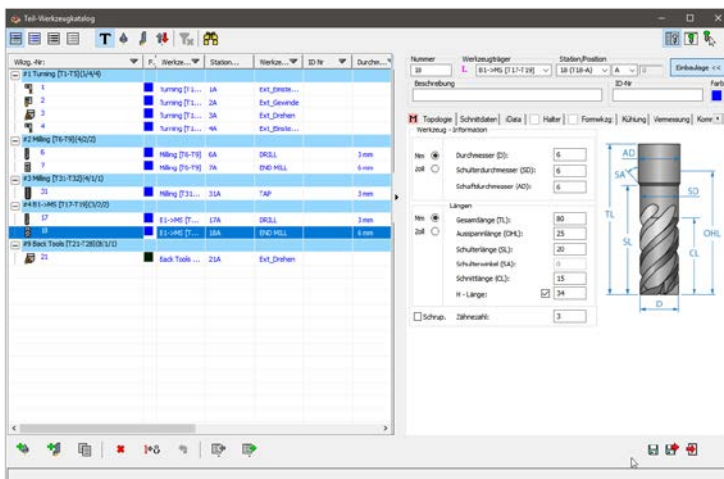 Teil-Werkzeugkatalog
T
Wkzg.-Nr: F. Werkze... Station... Werkze... ID Nr Durchm...
#1 Turning [T1-T5](5/4/4)
1 Turning [T1... 1A Ext_Einste...
2 Turning [T1... 2A Ext_Gewinde
3 Turning [T1... 3A Ext_Drehen
4 Turning [T1... 4A Ext_Einste...
#2 Milling [T6-T9](4/2/2)
6 Milling [T6-T9] 6A DRILL 3 mm
7 Milling [T6-T9] 7A END MILL 6 mm
#3 Milling [T31-T32](4/1/1)
31 Milling [T31... 31A TAP 3 mm
#4 B1->MS [T17-T19](3/2/2)
17 B1->MS [T... 17A DRILL 3 mm
18 B1->MS [T... 18A END MILL 6 mm
#9 Back Tools [T21-T28](8/1/1)
21 Back Tools ... 21A Ext_Drehen
Nummer Werkzeugträger Station/Position
18 L B1->MS [T17-T19] 18 (T18-A) A Einbaulage <<
Beschreibung ID-Nr Farb
M Topologie Schnittdaten iData Halter Formwkzg. Kühlung Vermessung Komm
Werkzeug - Information
Mm Durchmesser (D): 6
Zoll Schulterdurchmesser (SD): 6
Schaftdurchmesser (AD): 6
Längen
Mm Gesamtlänge (TL): 80
Zoll Ausspannlänge (OHL): 25
Schulterlänge (SL): 20
Schulterwinkel (SA): 0
Schnittlänge (CL): 15
H - Länge: 34
Schrup. Zähnezahl: 3
AD
SA
SD
TL
SL
CL
OHL
D